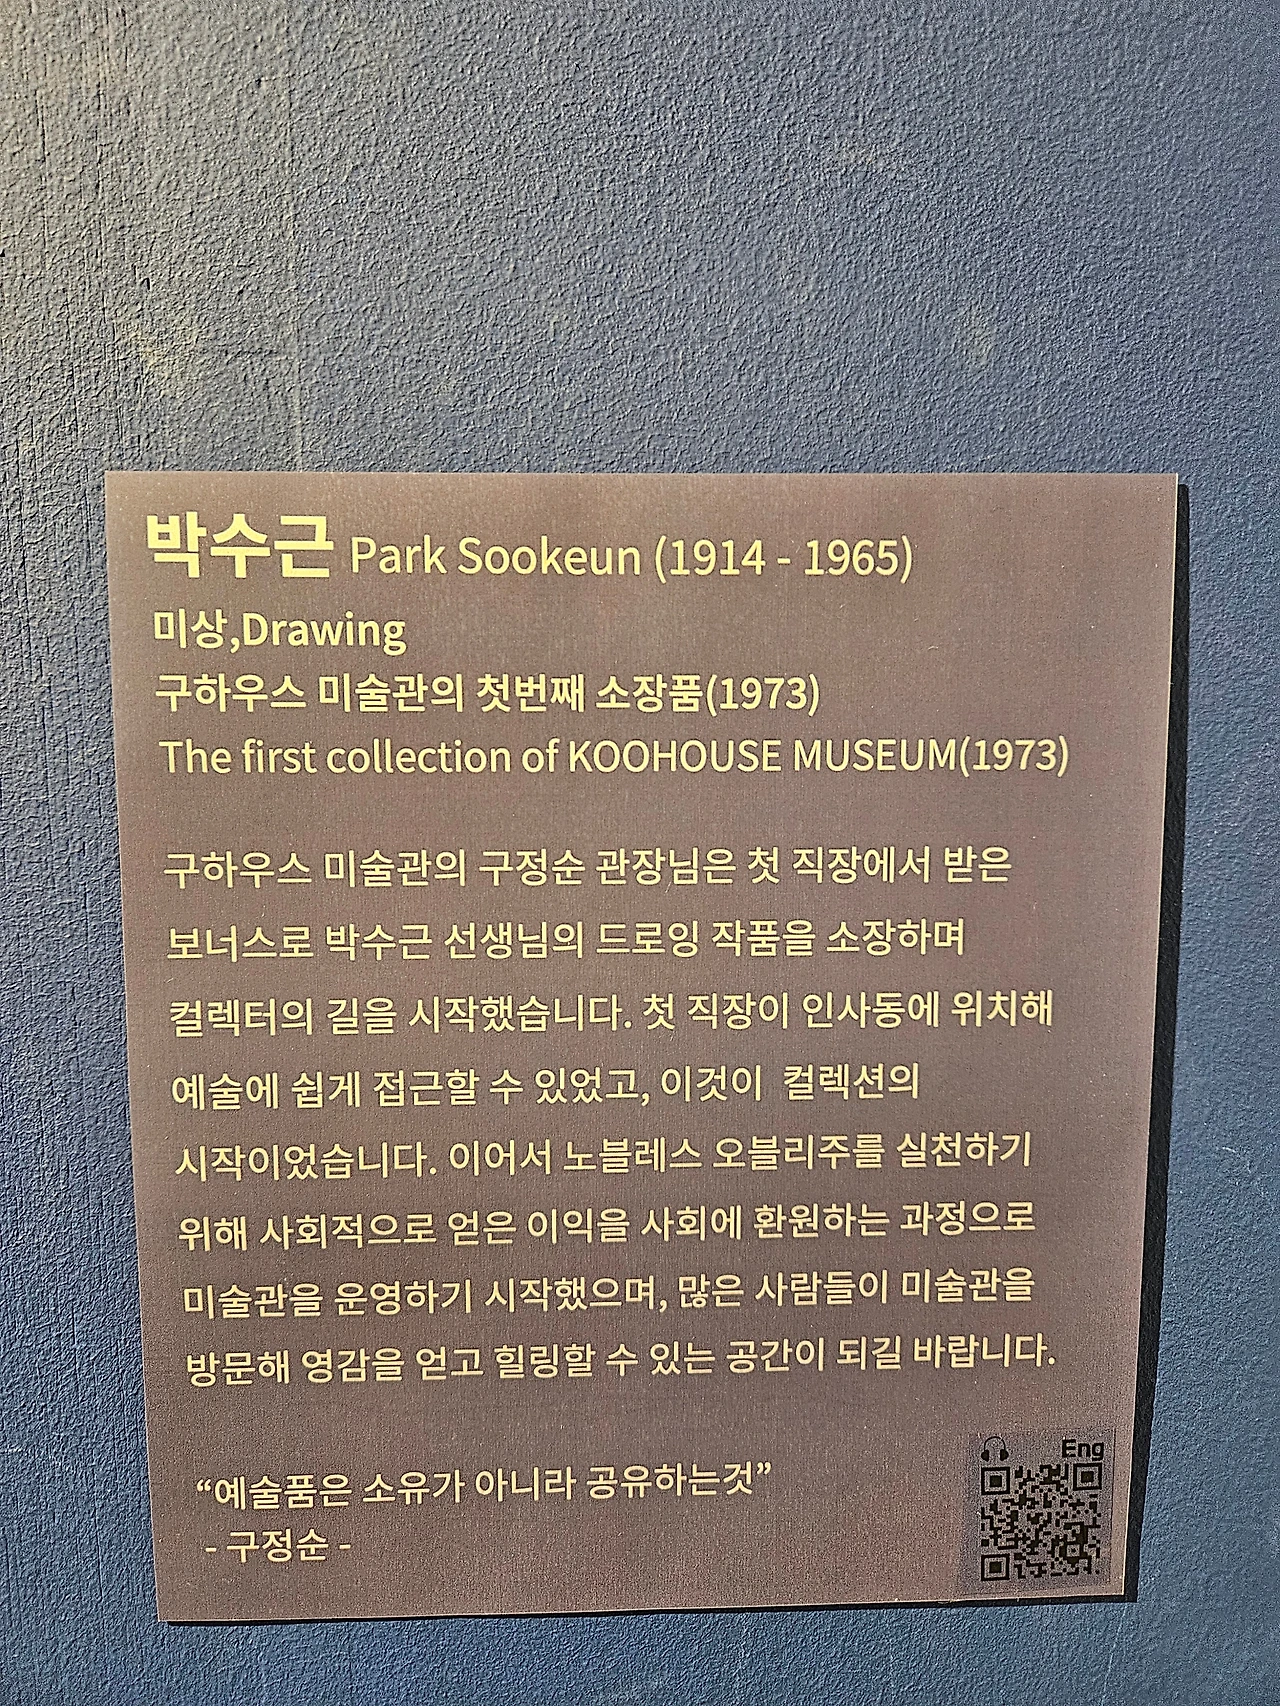 박수근 Park Sookeun (1914 - 1965)
미상,Drawing
구하우스 미술관의 첫번째 소장품(1973)
The first collection of KOOHOUSE MUSEUM(1973)
구하우스 미술관의 구정순 관장님은 첫 직장에서 받은
보너스로 박수근 선생님의 드로잉 작품을 소장하며
컬렉터의 길을 시작했습니다. 첫 직장이 인사동에 위치해
예술에 쉽게 접근할 수 있었고, 이것이 컬렉션의
시작이었습니다. 이어서 노블레스 오블리주를 실천하기
위해 사회적으로 얻은 이익을 사회에 환원하는 과정으로
미술관을 운영하기 시작했으며, 많은 사람들이 미술관을
방문해 영감을 얻고 힐링할 수 있는 공간이 되길 바랍니다.
“예술품은 소유가 아니라 공유하는것”
- 구정순 -
Eng